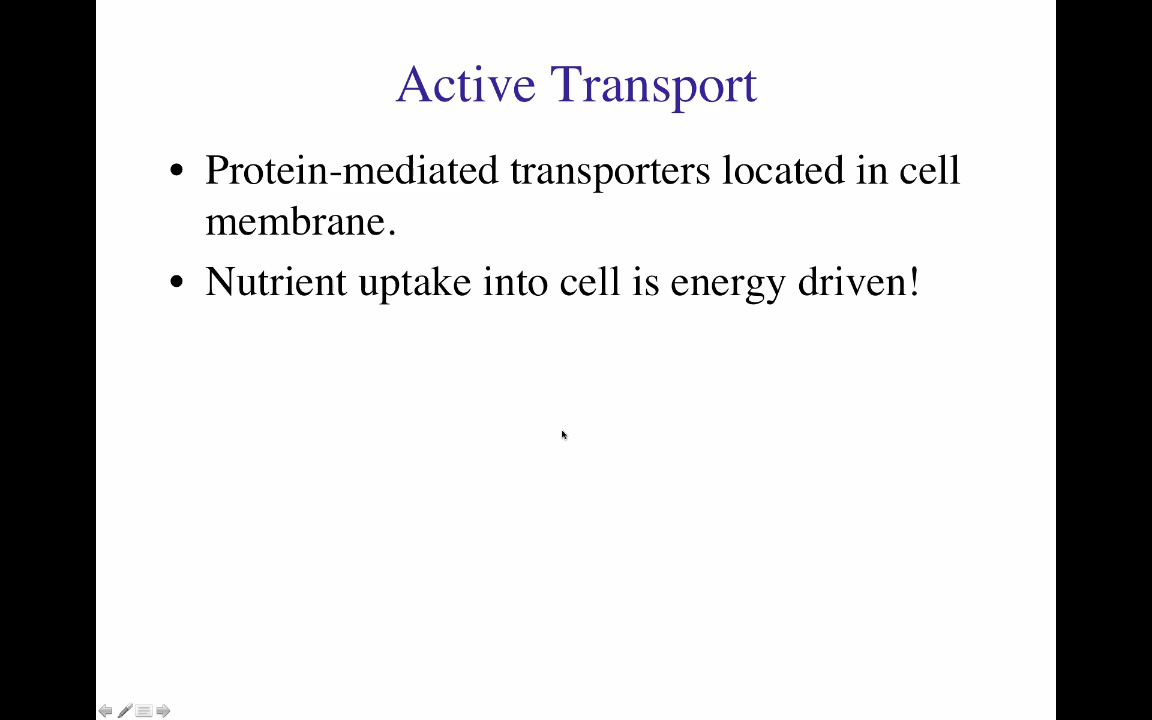 Active Transport
• Protein-mediated transporters located in cell
membrane.
• Nutrient uptake into cell is energy driven!